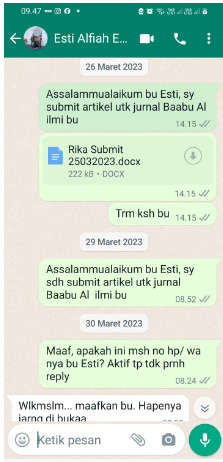 09.47
Esti Alfiah E...
26 Maret 2023
Assalammualaikum bu Esti, sy
submit artikel utk jurnal Baabu Al
ilmi bu
14.15
Rika Submit
25032023.docx
222 kB • DOCX
14.15
Trm ksh bu 14.15
29 Maret 2023
Assalammualaikum bu Esti, sy
sdh submit artikel utk jurnal
Baabu Al ilmi bu
08.52
30 Maret 2023
Maaf, apakah ini msh no hp/ wa
nya bu Esti? Aktif tp tdk prnh
reply
08.24
Wlkmslm... maafkan bu. Hapenya
jarng di bukaa
Ketik pesan